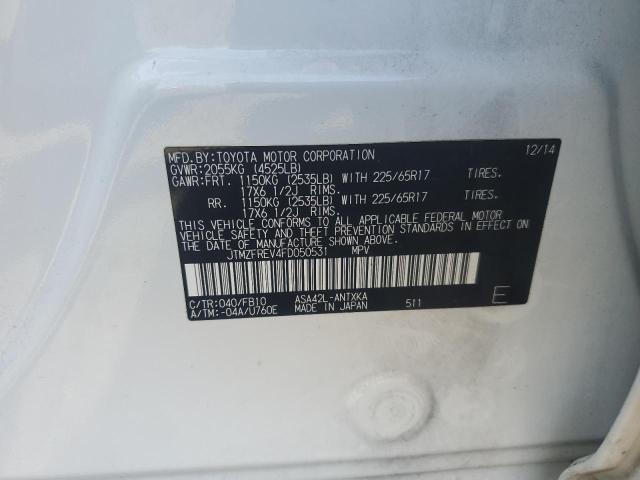 MFD.BY:TOYOTA MOTOR CORPORATION 12/14
GVWR:2055KG (4525LB)
GAWR:FRT. 1150KG (2535LB) WITH 225/65R17 TIRES.
17X6 1/2J RIMS.
RR. 1150KG (2535LB) WITH 225/65R17 TIRES.
17X6 1/2J RIMS.
THIS VEHICLE CONFORMS TO ALL APPLICABLE FEDERAL MOTOR
VEHICLE SAFETY AND THEFT PREVENTION STANDARDS IN EFFECT ON
THE DATE OF MANUFACTURE SHOWN ABOVE.
JTMZFREV4FD050531 MPV
C/TR:040/FB10 ASA42L-ANTXKA
A/TM:-04A/U760E MADE IN JAPAN 511 E